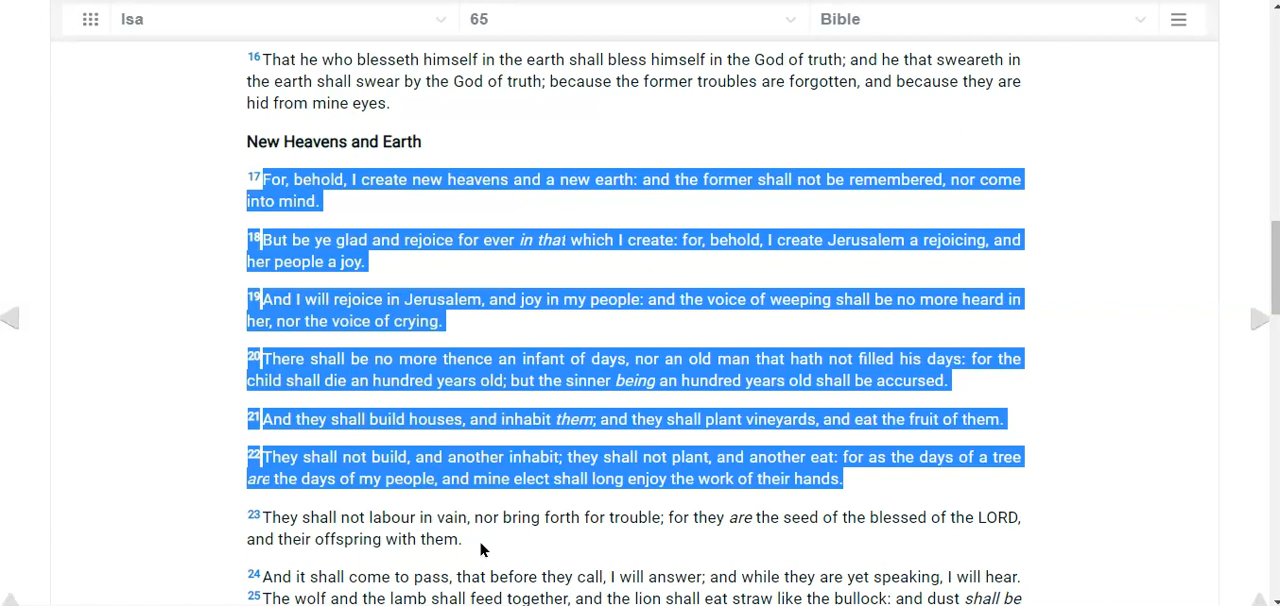 Isa 65 Bible
16 That he who blesseth himself in the earth shall bless himself in the God of truth; and he that sweareth in
the earth shall swear by the God of truth; because the former troubles are forgotten, and because they are
hid from mine eyes.
New Heavens and Earth
17 For, behold, I create new heavens and a new earth: and the former shall not be remembered, nor come
into mind.
18 But be ye glad and rejoice for ever in that which I create: for, behold, I create Jerusalem a rejoicing, and
her people a joy.
19 And I will rejoice in Jerusalem, and joy in my people: and the voice of weeping shall be no more heard in
her, nor the voice of crying.
20 There shall be no more thence an infant of days, nor an old man that hath not filled his days: for the
child shall die an hundred years old; but the sinner being an hundred years old shall be accursed.
21 And they shall build houses, and inhabit them; and they shall plant vineyards, and eat the fruit of them.
22 They shall not build, and another inhabit; they shall not plant, and another eat: for as the days of a tree
are the days of my people, and mine elect shall long enjoy the work of their hands.
23 They shall not labour in vain, nor bring forth for trouble; for they are the seed of the blessed of the LORD,
and their offspring with them.
24 And it shall come to pass, that before they call, I will answer; and while they are yet speaking, I will hear.
25 The wolf and the lamb shall feed together, and the lion shall eat straw like the bullock: and dust shall be